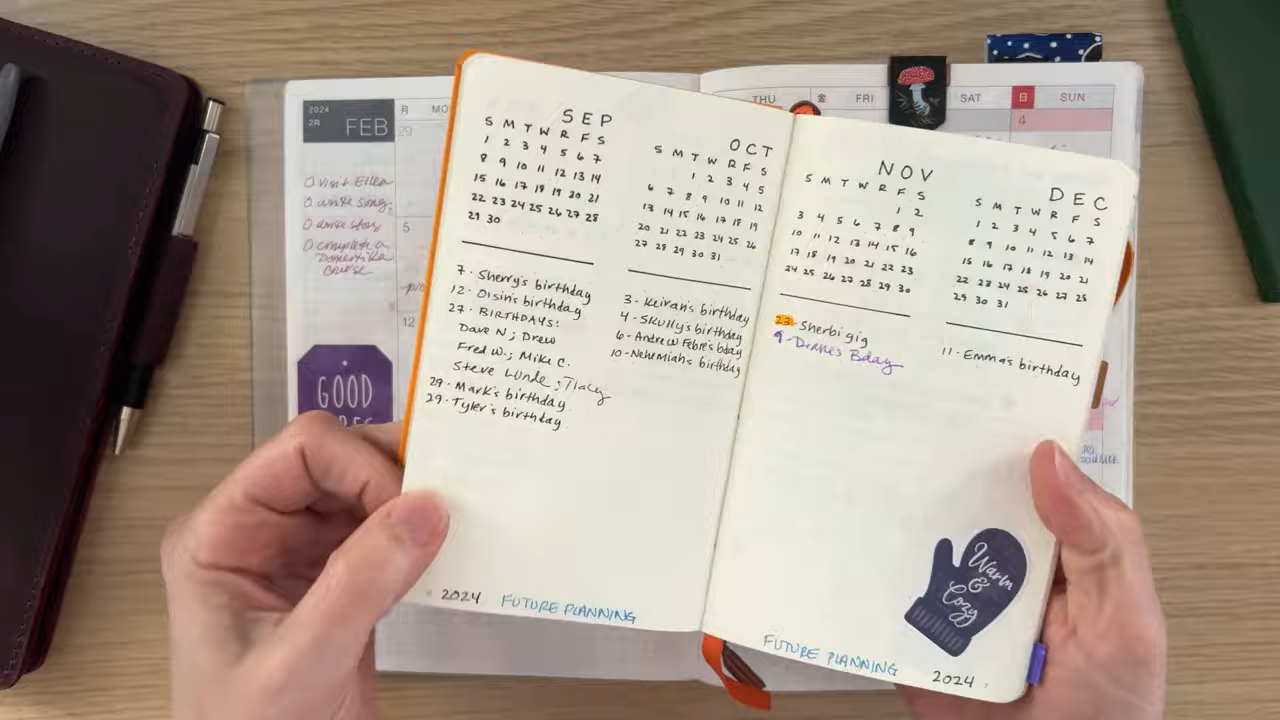 2024
2月 FEB
月 MO
29
visit Ellen
write song
write story
complete a
Domestika
course
5
12
GOOD
THU 金 FRI SAT 日 SUN
4
SEP
S M T W R F S
1 2 3 4 5 6 7
8 9 10 11 12 13 14
15 16 17 18 19 20 21
22 23 24 25 26 27 28
29 30
7 - Sherry's birthday
12 - Oisin's birthday
27 - BIRTHDAYS:
Dave N; Drew
Fred W.; Mike C.
Steve Lunde; Tracy
29 - Mark's birthday
29 - Tyler's birthday
OCT
S M T W R F S
1 2 3 4 5
6 7 8 9 10 11 12
13 14 15 16 17 18 19
20 21 22 23 24 25 26
27 28 29 30 31
3 - Keiran's birthday
4 - Skully's birthday
6 - Andrew Febre's bday
10 - Nehemiah's birthday
2024 FUTURE PLANNING
NOV
S M T W R F S
1 2
3 4 5 6 7 8 9
10 11 12 13 14 15 16
17 18 19 20 21 22 23
24 25 26 27 28 29 30
23 - Sherbi gig
9 - Diane's Bday
DEC
S M T W R F S
1 2 3 4 5 6 7
8 9 10 11 12 13 14
15 16 17 18 19 20 21
22 23 24 25 26 27 28
29 30 31
11 - Emma's birthday
Warm
&
Cozy
FUTURE PLANNING 2024